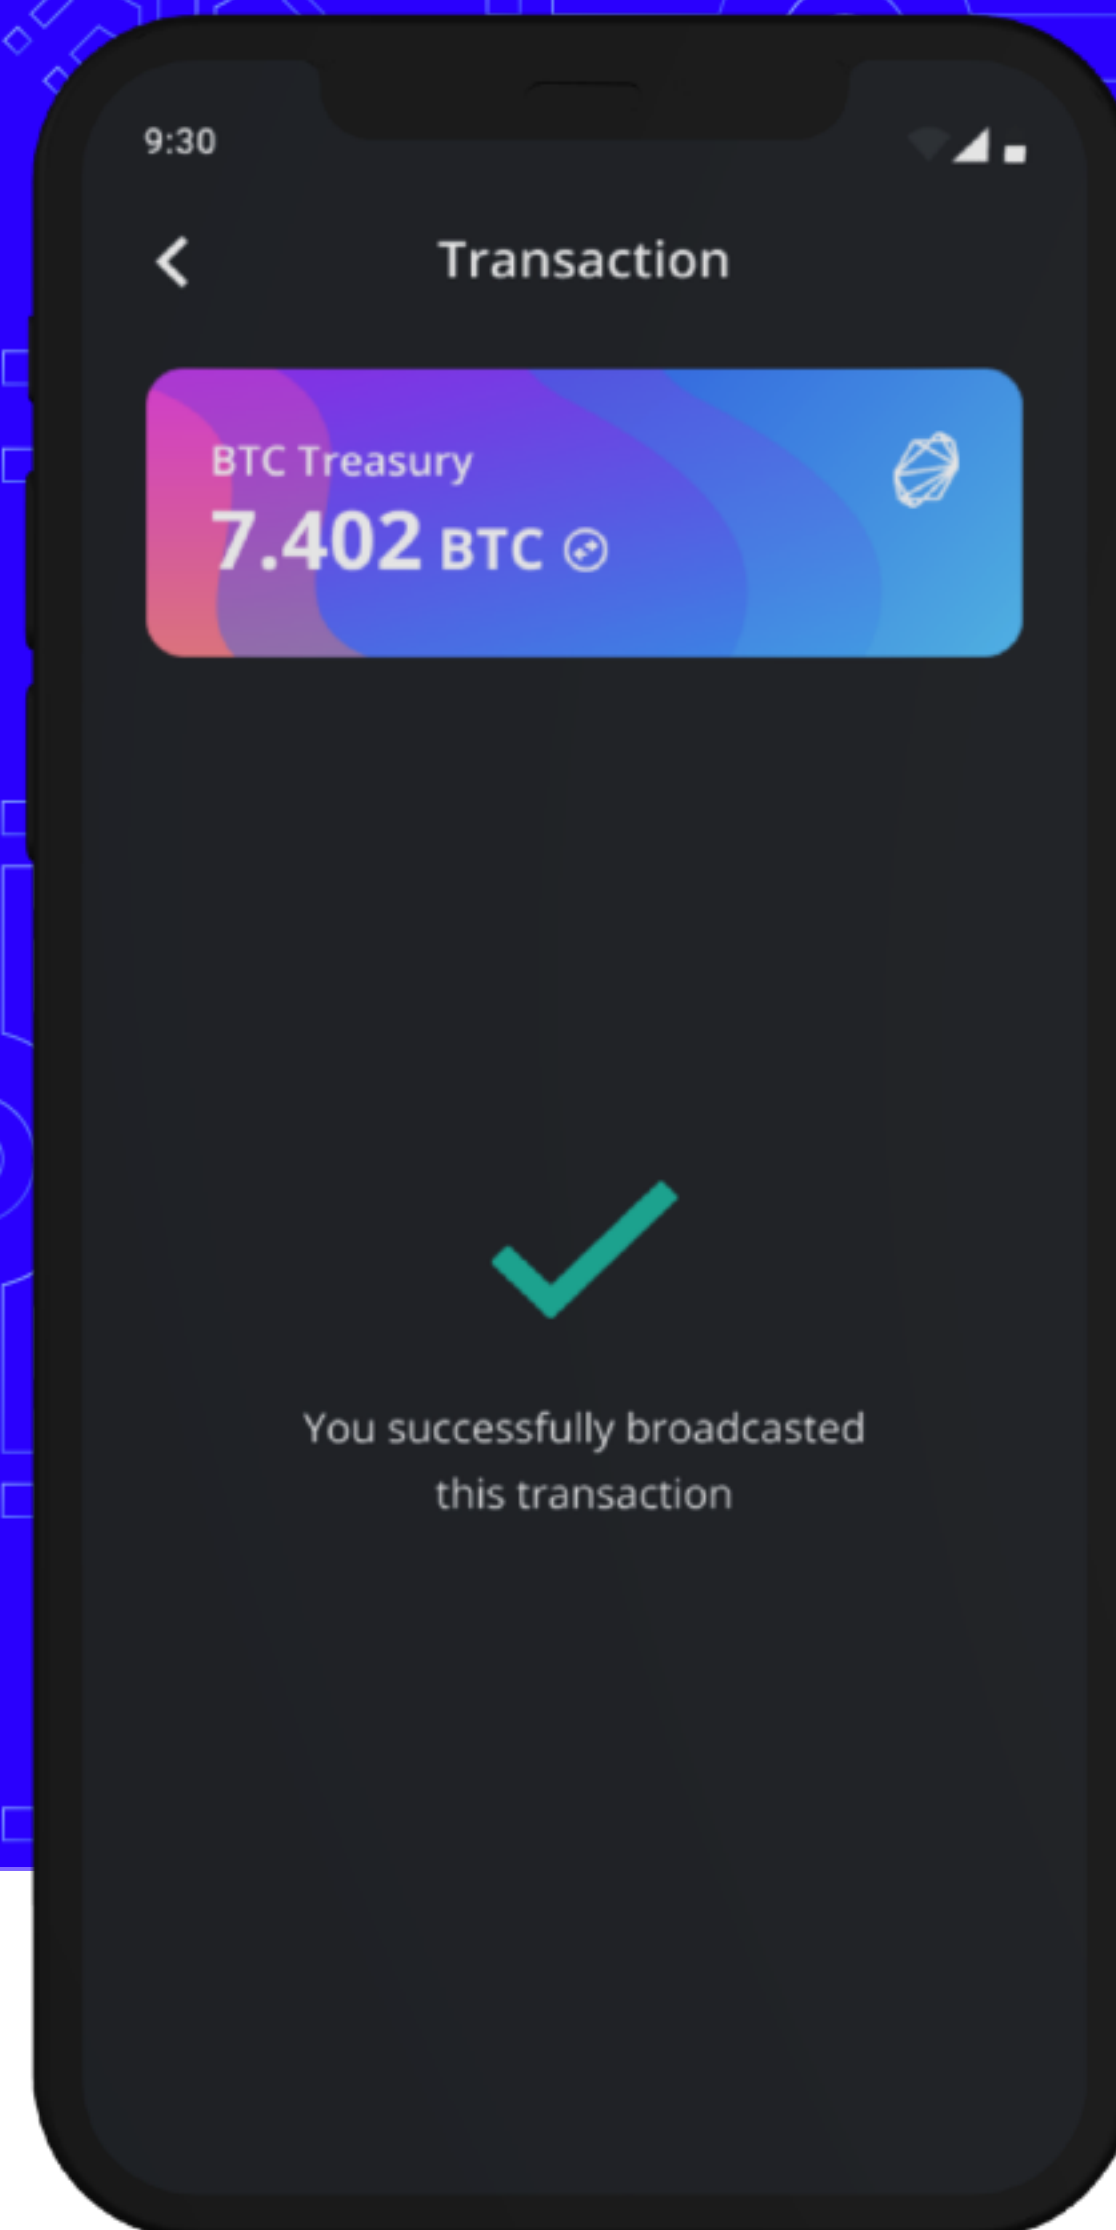 9:30
Transaction
BTC Treasury
7.402 BTC
You successfully broadcasted
this transaction